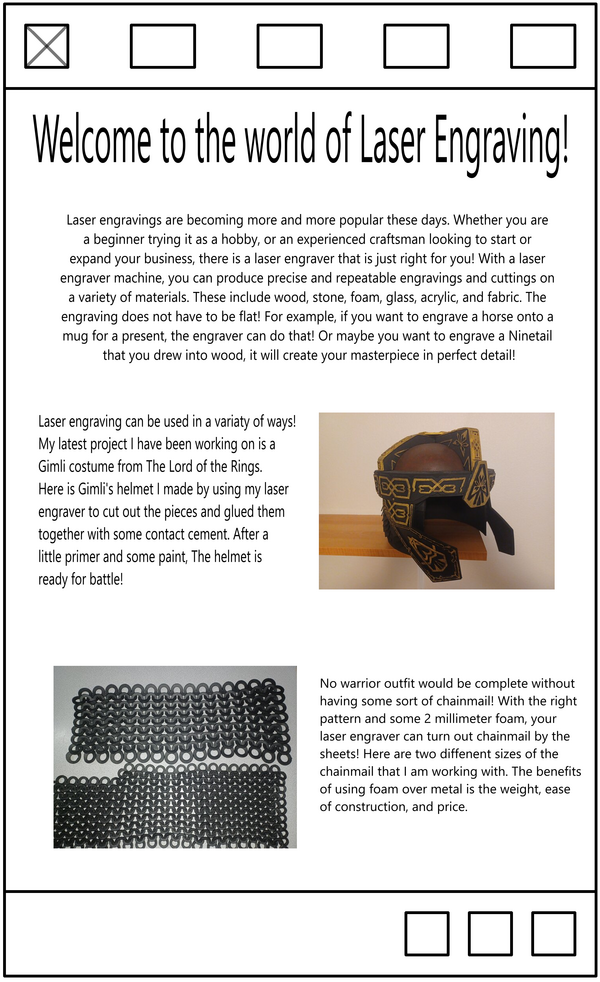 Welcome to the world of Laser Engraving!
Laser engravings are becoming more and more popular these days. Whether you are
a beginner trying it as a hobby, or an experienced craftsman looking to start or
expand your business, there is a laser engraver that is just right for you! With a laser
engraver machine, you can produce precise and repeatable engravings and cuttings on
a variety of materials. These include wood, stone, foam, glass, acrylic, and fabric. The
engraving does not have to be flat! For example, if you want to engrave a horse onto a
mug for a present, the engraver can do that! Or maybe you want to engrave a Ninetail
that you drew into wood, it will create your masterpiece in perfect detail!
Laser engraving can be used in a variaty of ways!
My latest project I have been working on is a
Gimli costume from The Lord of the Rings.
Here is Gimli's helmet I made by using my laser
engraver to cut out the pieces and glued them
together with some contact cement. After a
little primer and some paint, The helmet is
ready for battle!
No warrior outfit would be complete without
having some sort of chainmail! With the right
pattern and some 2 millimeter foam, your
laser engraver can turn out chainmail by the
sheets! Here are two diffenent sizes of the
chainmail that I am working with. The benefits
of using foam over metal is the weight, ease
of construction, and price.